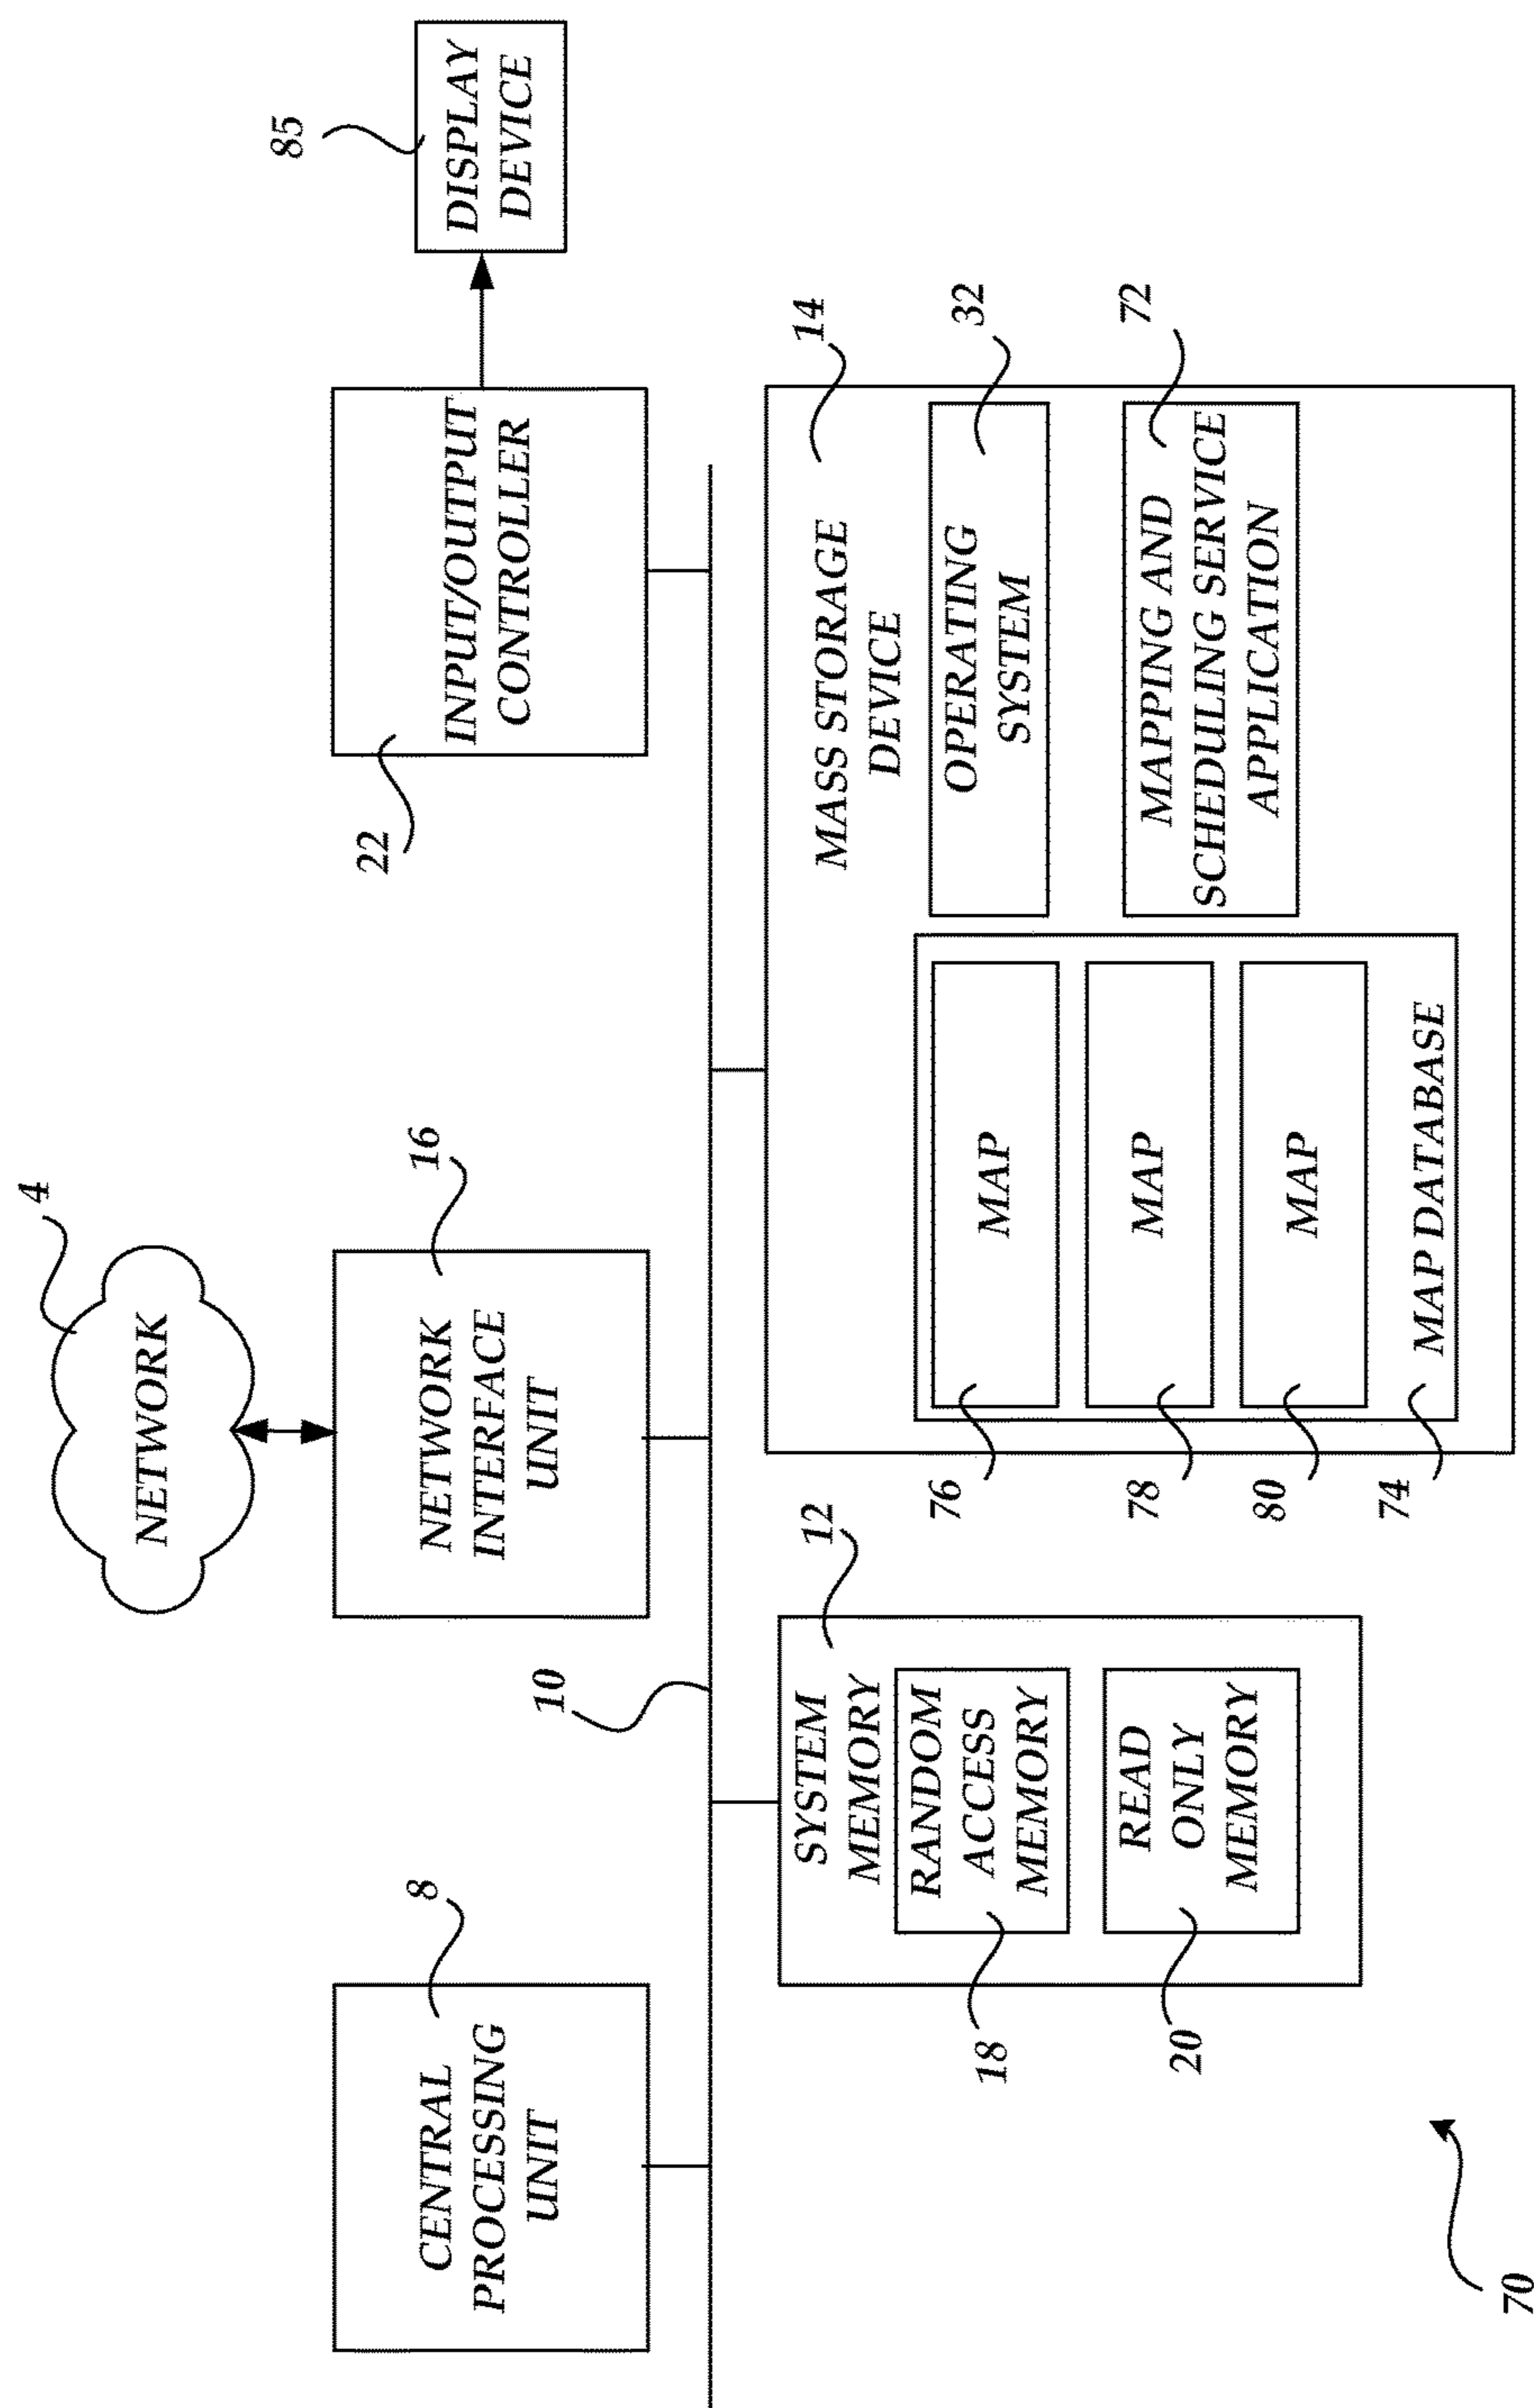 4
NETWORK
85
8
CENTRAL
PROCESSING
UNIT
16
NETWORK
INTERFACE
UNIT
22
INPUT/OUTPUT
CONTROLLER
DISPLAY
DEVICE
10
12
SYSTEM
MEMORY
RANDOM
ACCESS
MEMORY
18
READ
ONLY
MEMORY
20
14
MASS STORAGE
DEVICE
MAP
76
MAP
78
MAP
80
MAP DATABASE
74
OPERATING
SYSTEM
32
MAPPING AND
SCHEDULING SERVICE
APPLICATION
72
70